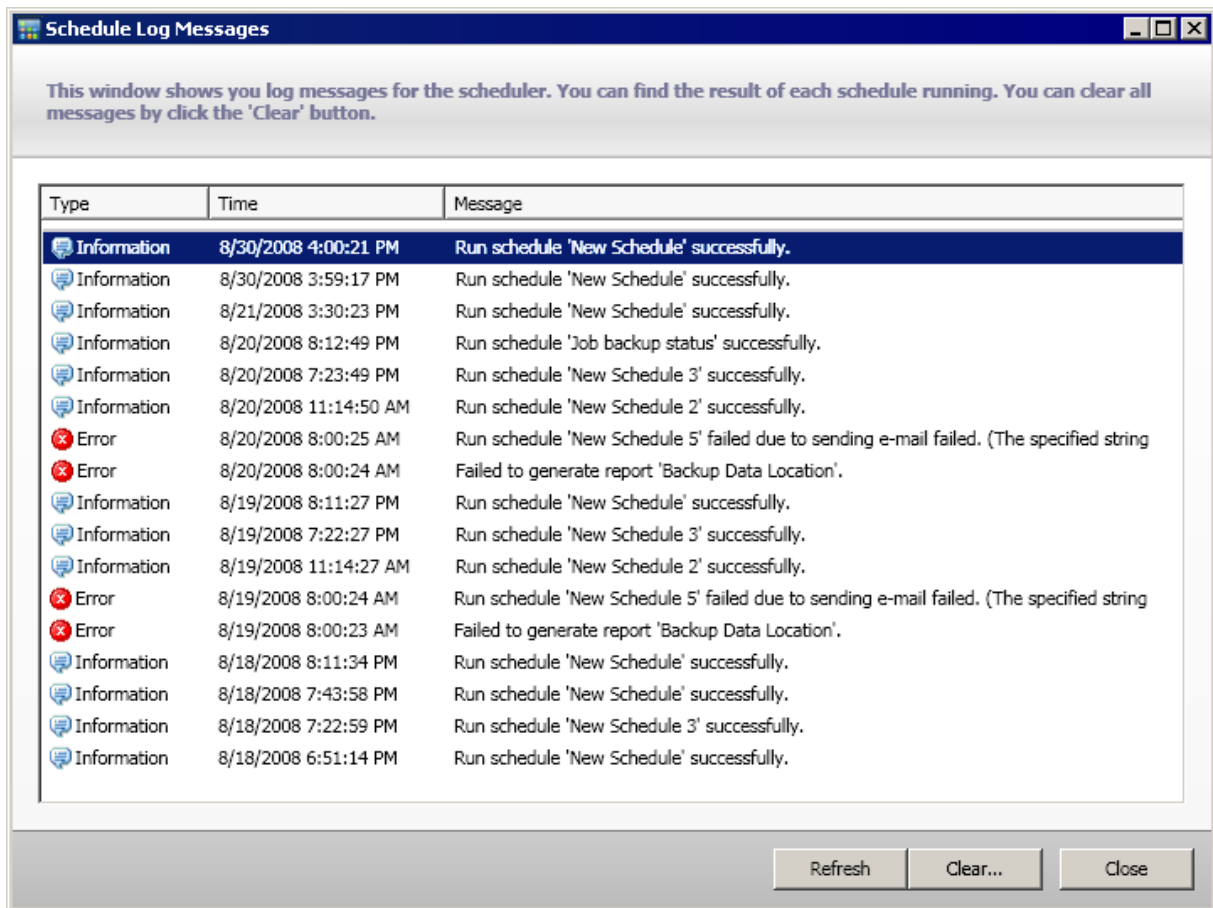 Schedule Log Messages
This window shows you log messages for the scheduler. You can find the result of each schedule running. You can clear all
messages by click the 'Clear' button.
Type Time Message
Information 8/30/2008 4:00:21 PM Run schedule 'New Schedule' successfully.
Information 8/30/2008 3:59:17 PM Run schedule 'New Schedule' successfully.
Information 8/21/2008 3:30:23 PM Run schedule 'New Schedule' successfully.
Information 8/20/2008 8:12:49 PM Run schedule 'Job backup status' successfully.
Information 8/20/2008 7:23:49 PM Run schedule 'New Schedule 3' successfully.
Information 8/20/2008 11:14:50 AM Run schedule 'New Schedule 2' successfully.
Error 8/20/2008 8:00:25 AM Run schedule 'New Schedule 5' failed due to sending e-mail failed. (The specified string
Error 8/20/2008 8:00:24 AM Failed to generate report 'Backup Data Location'.
Information 8/19/2008 8:11:27 PM Run schedule 'New Schedule' successfully.
Information 8/19/2008 7:22:27 PM Run schedule 'New Schedule 3' successfully.
Information 8/19/2008 11:14:27 AM Run schedule 'New Schedule 2' successfully.
Error 8/19/2008 8:00:24 AM Run schedule 'New Schedule 5' failed due to sending e-mail failed. (The specified string
Error 8/19/2008 8:00:23 AM Failed to generate report 'Backup Data Location'.
Information 8/18/2008 8:11:34 PM Run schedule 'New Schedule' successfully.
Information 8/18/2008 7:43:58 PM Run schedule 'New Schedule' successfully.
Information 8/18/2008 7:22:59 PM Run schedule 'New Schedule 3' successfully.
Information 8/18/2008 6:51:14 PM Run schedule 'New Schedule' successfully.
Refresh Clear... Close